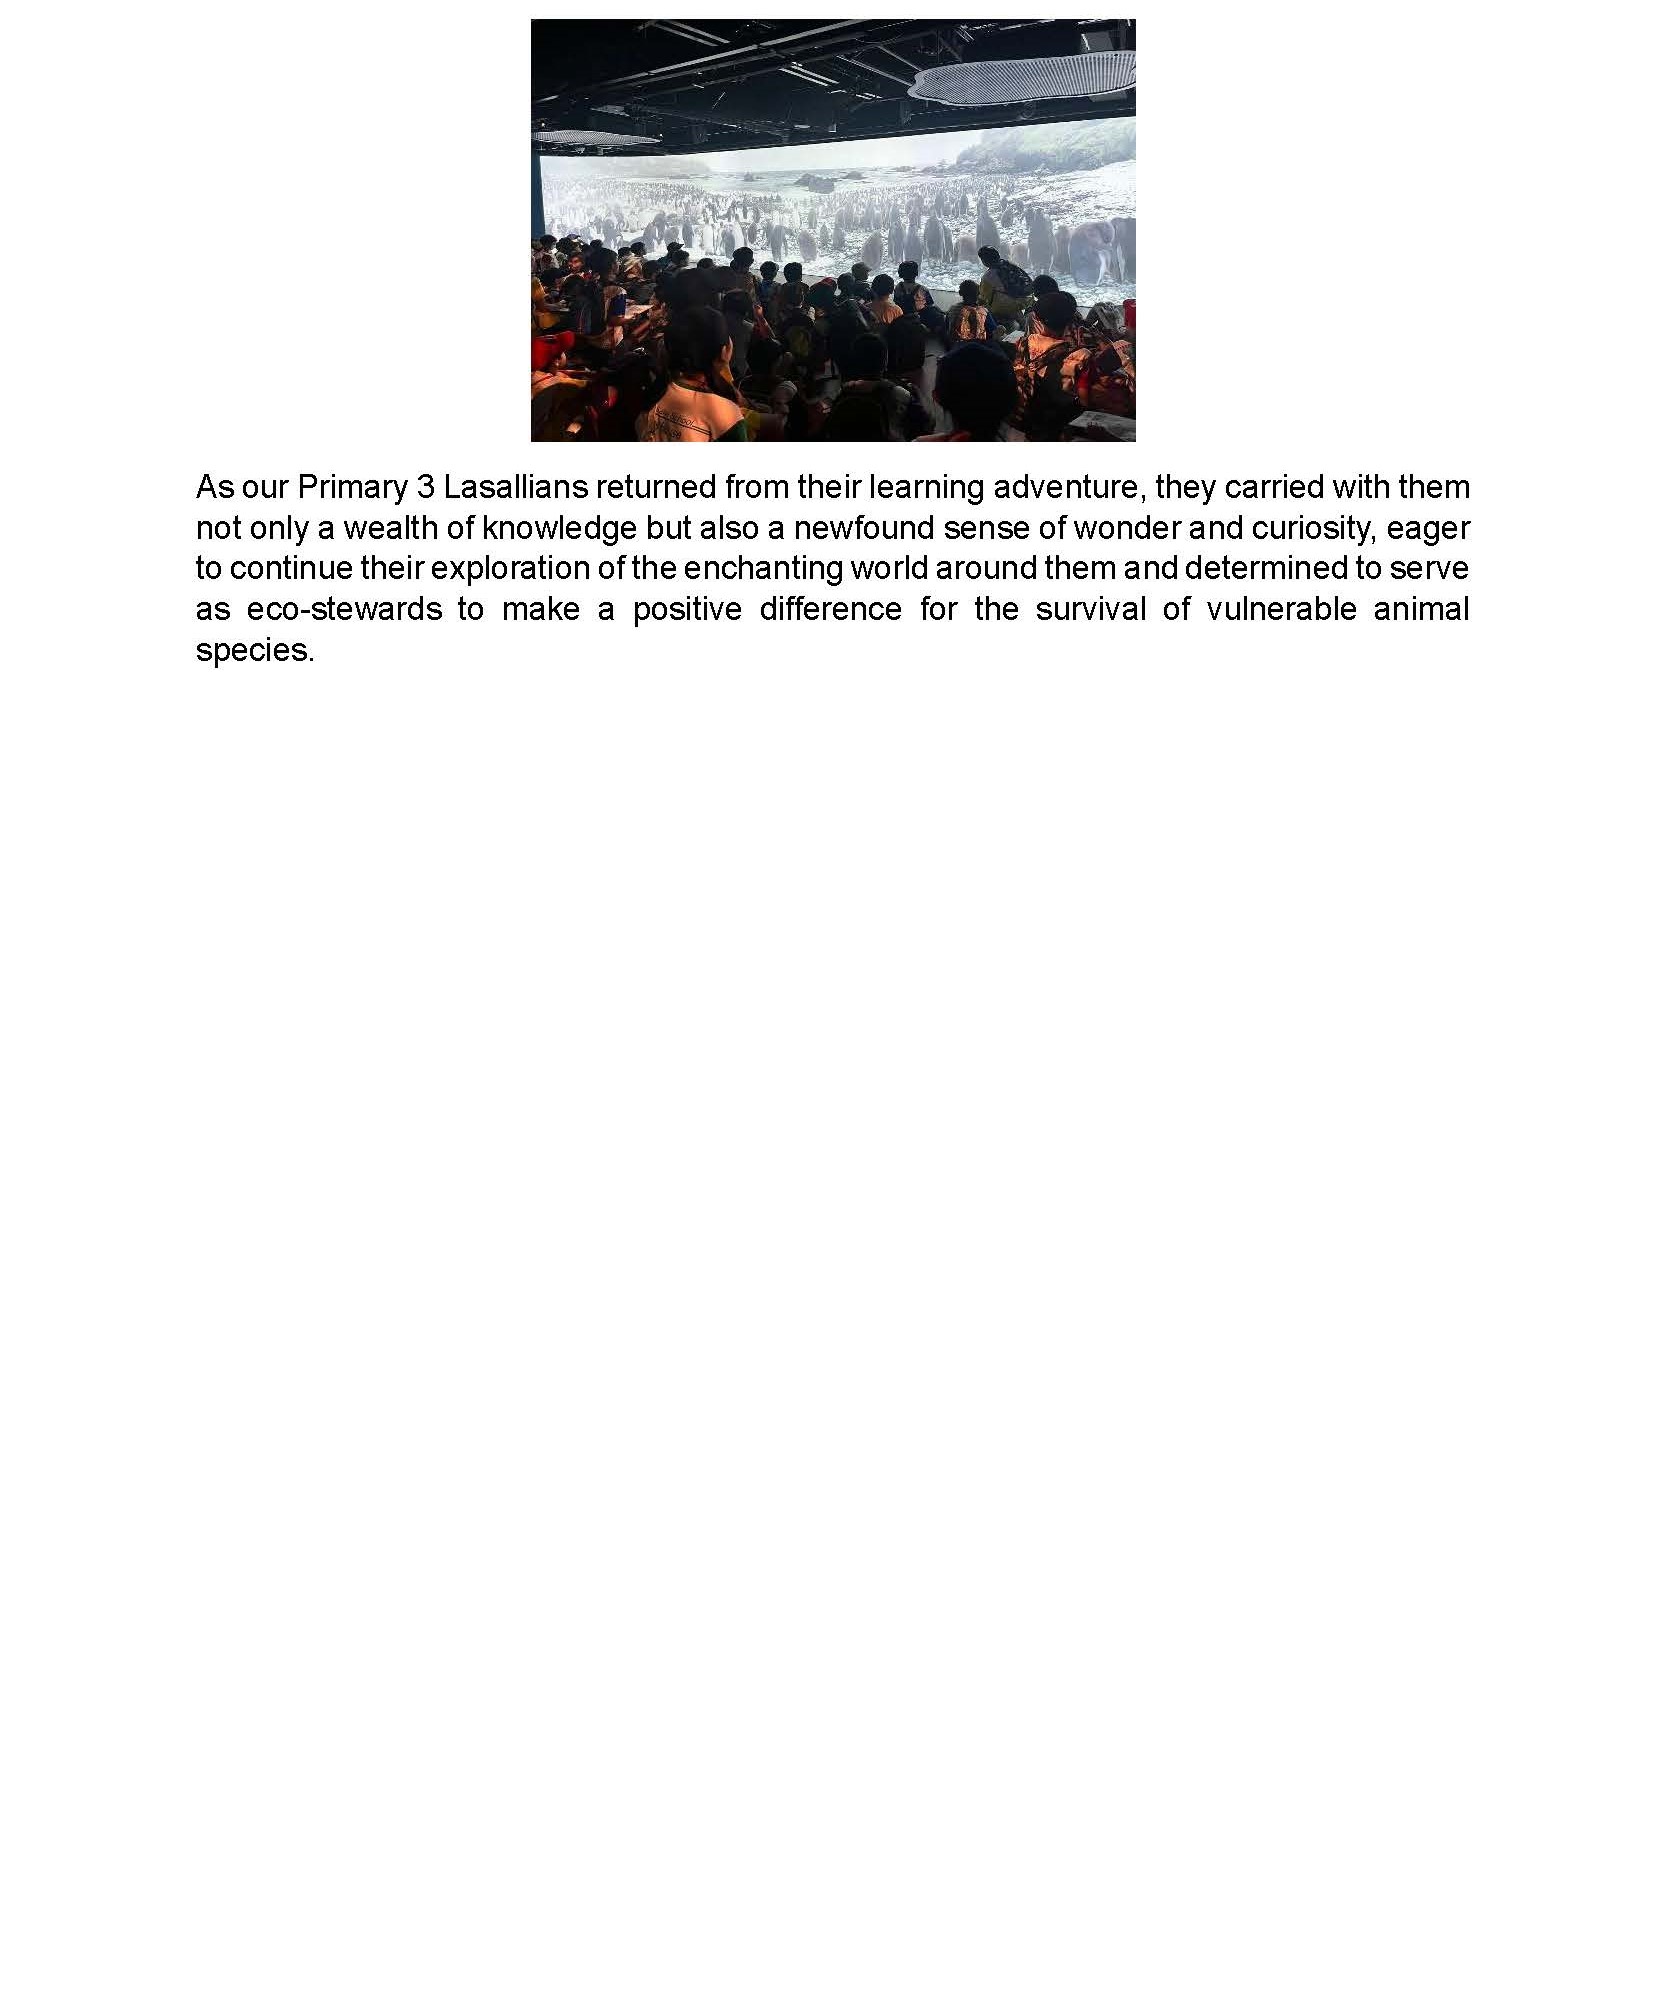 As our Primary 3 Lasallians returned from their learning adventure, they carried with them
not only a wealth of knowledge but also a newfound sense of wonder and curiosity, eager
to continue their exploration of the enchanting world around them and determined to serve
as eco-stewards to make a positive difference for the survival of vulnerable animal
species.